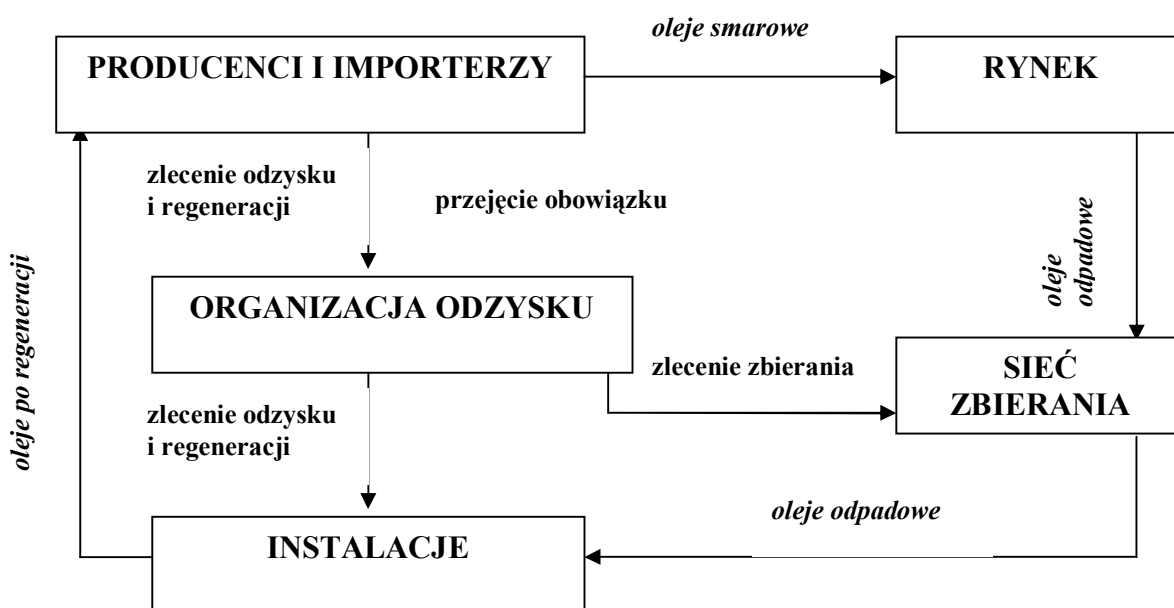 oleje smarowe
PRODUCENCI I IMPORTERZY
RYNEK
zlecenie odzysku
i regeneracji
przejęcie obowiązku
oleje po regeneracji
oleje
odpadowe
ORGANIZACJA ODZYSKU
zlecenie zbierania
SIEĆ
ZBIERANIA
zlecenie odzysku
i regeneracji
oleje odpadowe
INSTALACJE